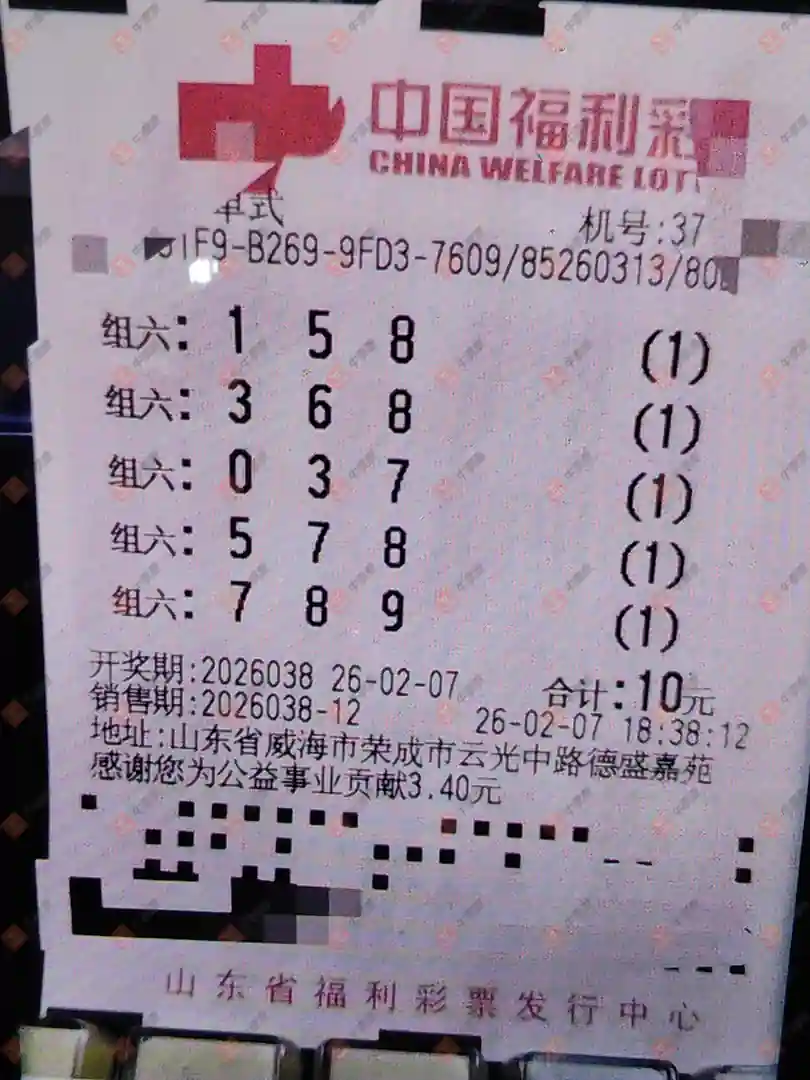 中国福利彩
CHINA WELFARE LOTT
单式
机号:37
51F9-B269-9FD3-7609/85260313/80
组六: 1 5 8 (1)
组六: 3 6 8 (1)
组六: 0 3 7 (1)
组六: 5 7 8 (1)
组六: 7 8 9 (1)
开奖期:2026038 26-02-07 合计:10元
销售期:2026038-12 26-02-07 18:38:12
地址:山东省威海市荣成市云光中路德盛嘉苑
感谢您为公益事业贡献3.40元
山东省福利彩票发行中心